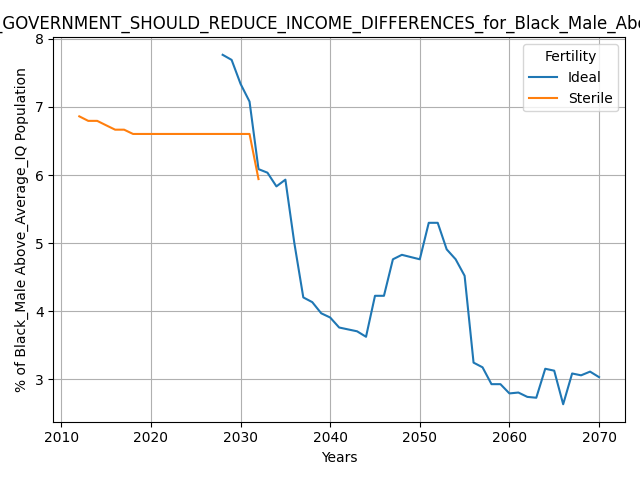 _GOVERNMENT_SHOULD_REDUCE_INCOME_DIFFERENCES_for_Black_Male_Abo
8
7
6
5
4
3
% of Black_Male Above_Average_IQ Population
Fertility
Ideal
Sterile
2010 2020 2030 2040 2050 2060 2070
Years